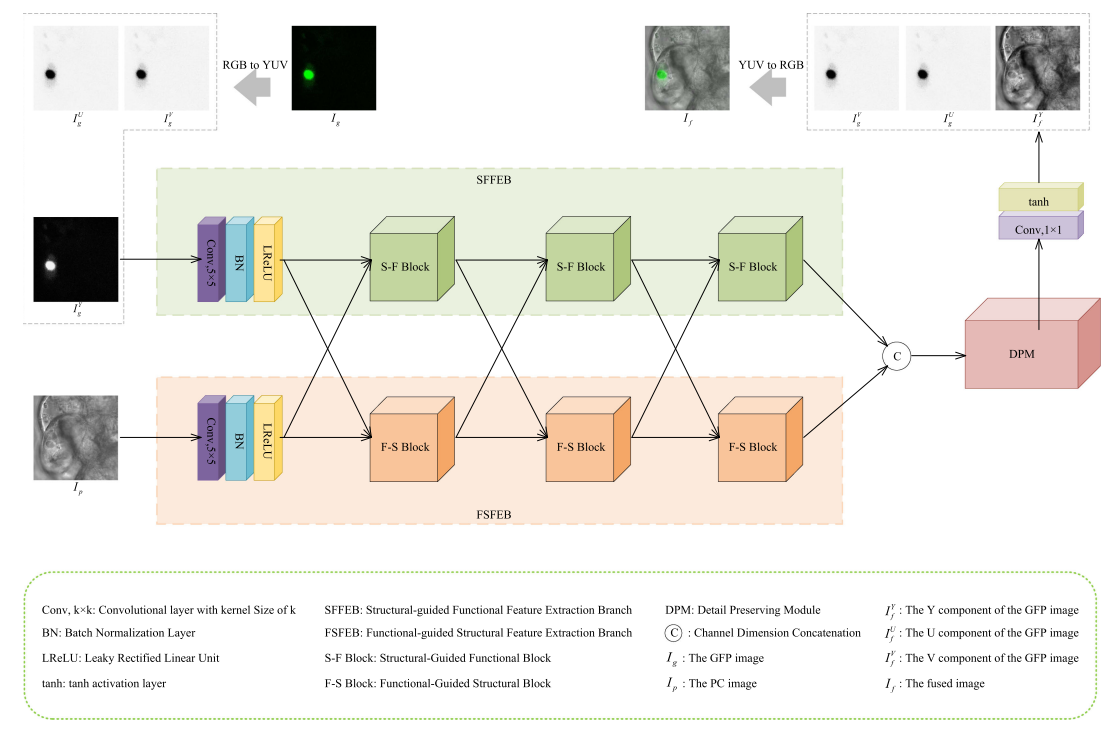 RGB to YUV
YUV to RGB
I_g^U
I_g^V
I_g
I_f
I_g^V
I_g^U
I_f^Y
SFFEB
tanh
Conv,1×1
Conv,5×5
BN
LReLU
S-F Block
S-F Block
S-F Block
I_g^Y
C
DPM
Conv,5×5
BN
LReLU
F-S Block
F-S Block
F-S Block
I_p
FSFEB
Conv, k×k: Convolutional layer with kernel Size of k
BN: Batch Normalization Layer
LReLU: Leaky Rectified Linear Unit
tanh: tanh activation layer
SFFEB: Structural-guided Functional Feature Extraction Branch
FSFEB: Functional-guided Structural Feature Extraction Branch
S-F Block: Structural-Guided Functional Block
F-S Block: Functional-Guided Structural Block
DPM: Detail Preserving Module
C : Channel Dimension Concatenation
I_g : The GFP image
I_p : The PC image
I_f^Y : The Y component of the GFP image
I_f^U : The U component of the GFP image
I_f^V : The V component of the GFP image
I_f : The fused image